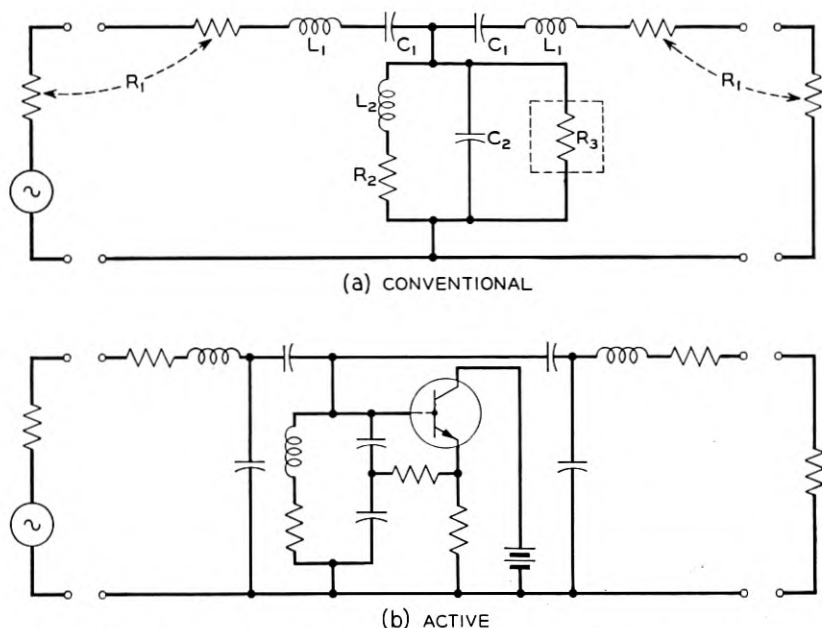 L1 C1 C1 L1
R1 R1
L2 C2 R3
R2
(a) CONVENTIONAL
(b) ACTIVE